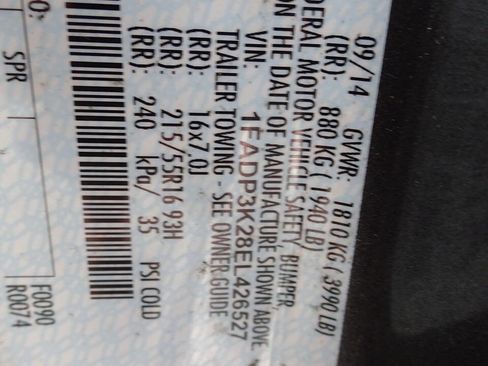 09/14 GVWR: 1810 KG ( 3990 LB)
(RR): 880 KG ( 1940 LB)
DERAL MOTOR VEHICLE SAFETY, BUMPER,
ON THE DATE OF MANUFACTURE SHOWN ABOVE
VIN: 1FADP3K28EL426527
TRAILER TOWING - SEE OWNER GUIDE
(RR): 16x7.0J
(RR): 215/55R16 93H
(RR): 240 kPa/ 35 PSI COLD
SPR
F0090
R0074